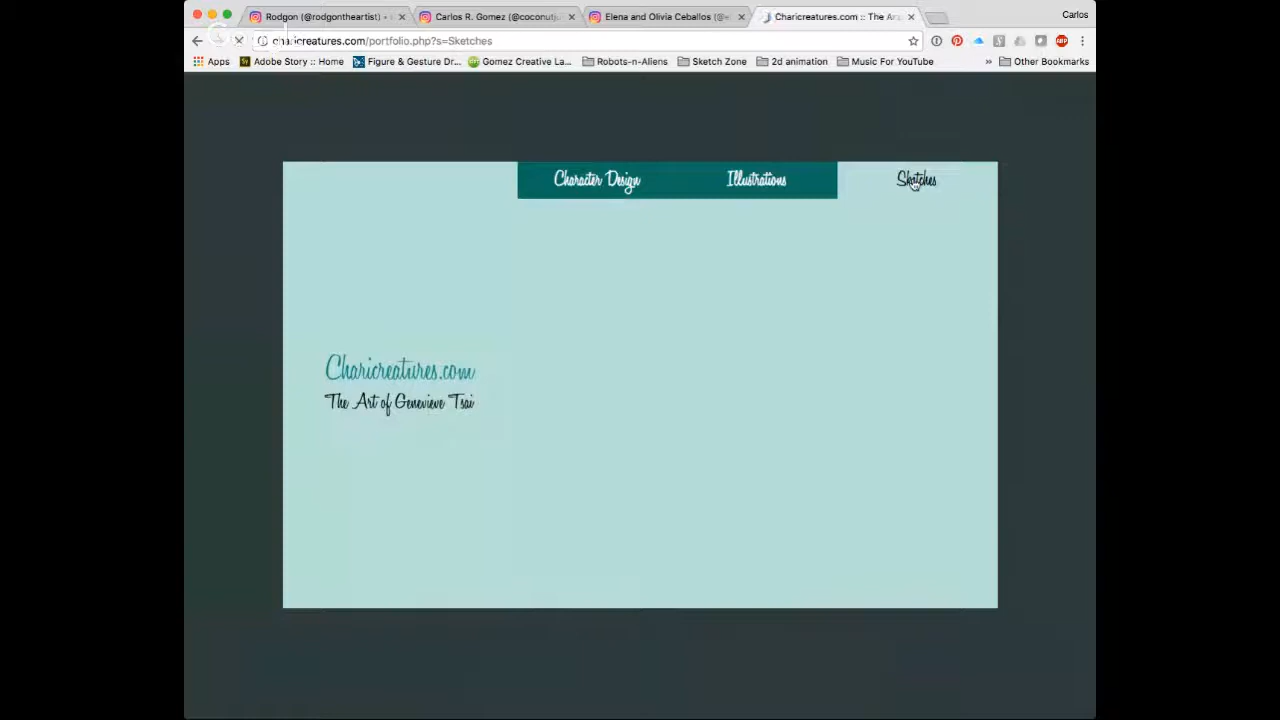 Rodgon (@rodgontheartist) •
Carlos R. Gomez (@coconutju
Elena and Olivia Ceballos (@
Charicreatures.com :: The Ar
Carlos
charicreatures.com/portfolio.php?s=Sketches
Apps Adobe Story :: Home Figure & Gesture Dr... Gomez Creative La... Robots-n-Aliens Sketch Zone 2d animation Music For YouTube » Other Bookmarks
Character Design Illustrations Sketches
Charicreatures.com
The Art of Genevieve Tsai